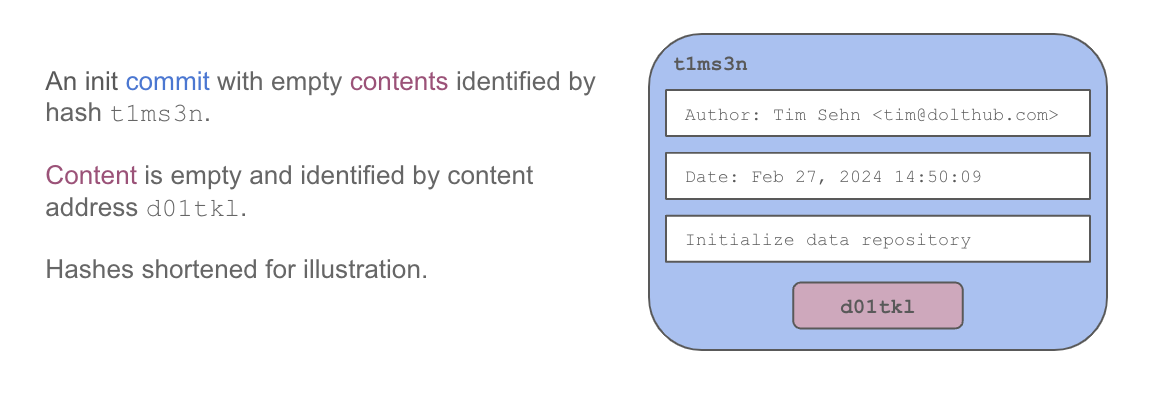 An init commit with empty contents identified by
hash t1ms3n.
Content is empty and identified by content
address d01tkl.
Hashes shortened for illustration.
t1ms3n
Author: Tim Sehn <tim@dolthub.com>
Date: Feb 27, 2024 14:50:09
Initialize data repository
d01tkl